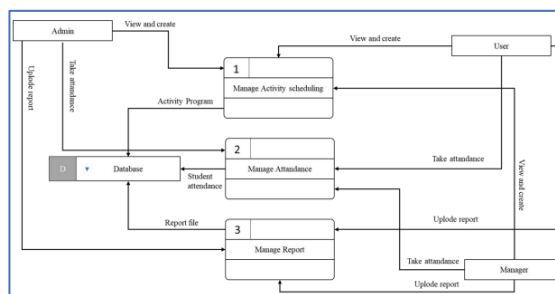 Admin
View and create
View and create
User
Uplode report
Take attandance
1
Manage Activity scheduling
Activity Program
2
Manage Attandance
D
Database
Student
attendance
Take attandance
View and create
Report file
3
Manage Report
Uplode report
Take attandance
Manager
Uplode report